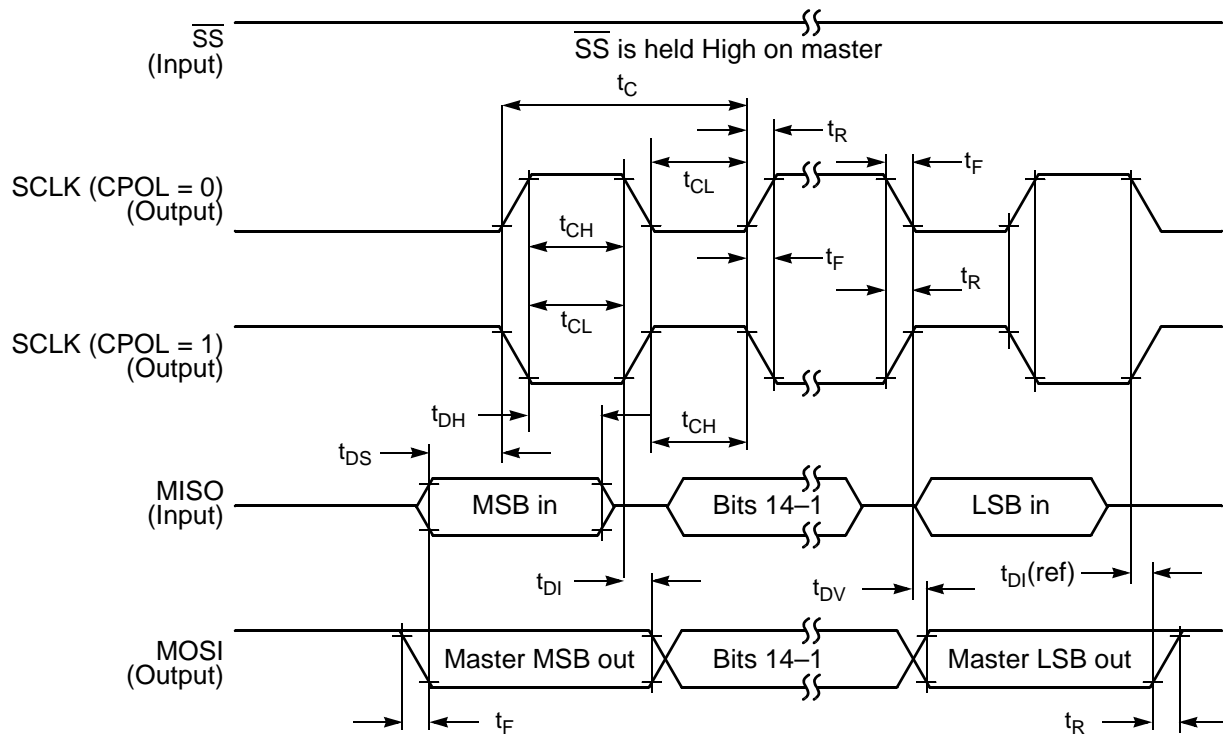 SS
(Input)
SS is held High on master
tC
tR
tF
SCLK (CPOL = 0)
(Output)
tCL
tCH
tF
tR
tCL
SCLK (CPOL = 1)
(Output)
tDH
tCH
tDS
MISO
(Input)
MSB in
Bits 14–1
LSB in
tDI
tDV
tDI(ref)
MOSI
(Output)
Master MSB out
Bits 14–1
Master LSB out
tF
tR